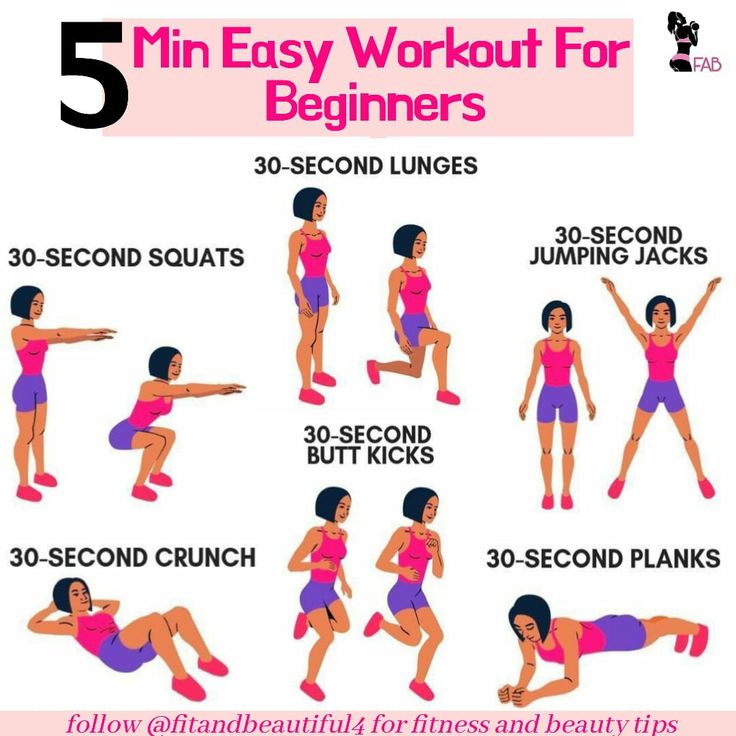 5 Min Easy Workout For
Beginners
FAB
30-SECOND LUNGES
30-SECOND SQUATS
30-SECOND
JUMPING JACKS
30-SECOND
BUTT KICKS
30-SECOND CRUNCH
30-SECOND PLANKS
follow @fitandbeautiful4 for fitness and beauty tips